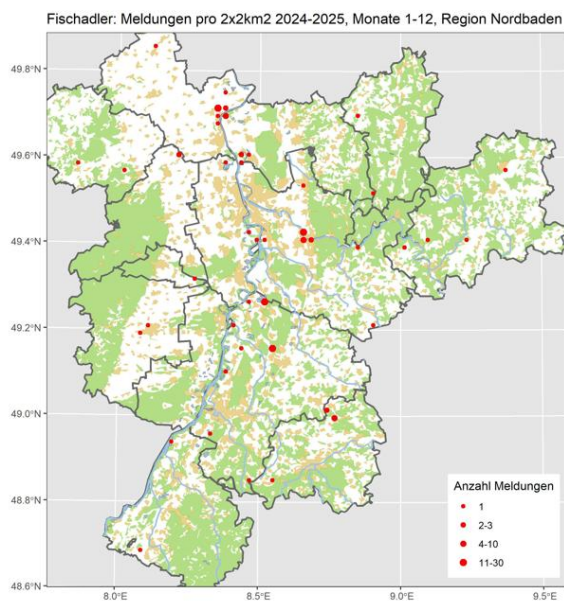 Fischadler: Meldungen pro 2x2km2 2024-2025, Monate 1-12, Region Nordbaden
49.8°N
49.6°N
49.4°N
49.2°N
49.0°N
48.8°N
48.6°N
Anzahl Meldungen
1
2-3
4-10
11-30
8.0°E
8.5°E
9.0°E
9.5°E